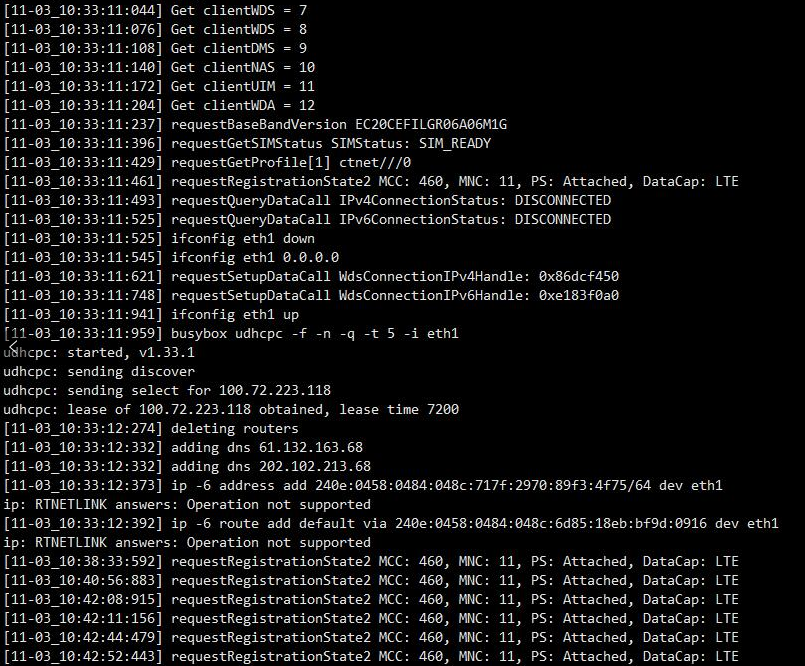 [11-03_10:33:11:044] Get clientWDS = 7
[11-03_10:33:11:076] Get clientWDS = 8
[11-03_10:33:11:108] Get clientDMS = 9
[11-03_10:33:11:140] Get clientNAS = 10
[11-03_10:33:11:172] Get clientUIM = 11
[11-03_10:33:11:204] Get clientWDA = 12
[11-03_10:33:11:237] requestBaseBandVersion EC20CEFILGR06A06M1G
[11-03_10:33:11:396] requestGetSIMStatus SIMStatus: SIM_READY
[11-03_10:33:11:429] requestGetProfile[1] ctnet///0
[11-03_10:33:11:461] requestRegistrationState2 MCC: 460, MNC: 11, PS: Attached, DataCap: LTE
[11-03_10:33:11:493] requestQueryDataCall IPv4ConnectionStatus: DISCONNECTED
[11-03_10:33:11:525] requestQueryDataCall IPv6ConnectionStatus: DISCONNECTED
[11-03_10:33:11:525] ifconfig eth1 down
[11-03_10:33:11:545] ifconfig eth1 0.0.0.0
[11-03_10:33:11:621] requestSetupDataCall WdsConnectionIPv4Handle: 0x86dcf450
[11-03_10:33:11:748] requestSetupDataCall WdsConnectionIPv6Handle: 0xe183f0a0
[11-03_10:33:11:941] ifconfig eth1 up
[11-03_10:33:11:959] busybox udhcpc -f -n -q -t 5 -i eth1
udhcpc: started, v1.33.1
udhcpc: sending discover
udhcpc: sending select for 100.72.223.118
udhcpc: lease of 100.72.223.118 obtained, lease time 7200
[11-03_10:33:12:274] deleting routers
[11-03_10:33:12:332] adding dns 61.132.163.68
[11-03_10:33:12:332] adding dns 202.102.213.68
[11-03_10:33:12:373] ip -6 address add 240e:0458:0484:048c:717f:2970:89f3:4f75/64 dev eth1
ip: RTNETLINK answers: Operation not supported
[11-03_10:33:12:392] ip -6 route add default via 240e:0458:0484:048c:6d85:18eb:bf9d:0916 dev eth1
ip: RTNETLINK answers: Operation not supported
[11-03_10:38:33:592] requestRegistrationState2 MCC: 460, MNC: 11, PS: Attached, DataCap: LTE
[11-03_10:40:56:883] requestRegistrationState2 MCC: 460, MNC: 11, PS: Attached, DataCap: LTE
[11-03_10:42:08:915] requestRegistrationState2 MCC: 460, MNC: 11, PS: Attached, DataCap: LTE
[11-03_10:42:11:156] requestRegistrationState2 MCC: 460, MNC: 11, PS: Attached, DataCap: LTE
[11-03_10:42:44:479] requestRegistrationState2 MCC: 460, MNC: 11, PS: Attached, DataCap: LTE
[11-03_10:42:52:443] requestRegistrationState2 MCC: 460, MNC: 11, PS: Attached, DataCap: LTE